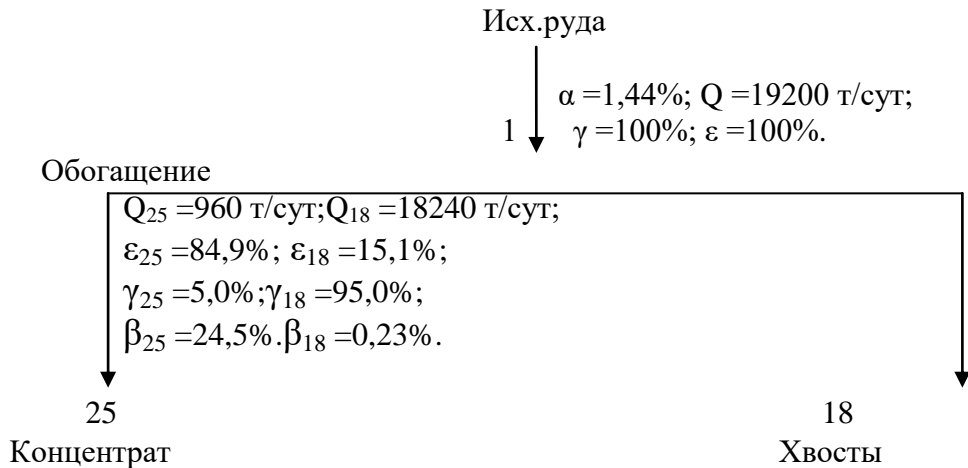 Исх.руда
α =1,44%; Q =19200 т/сут;
1 γ =100%; ε =100%.
Обогащение
Q₂₅ =960 т/сут;Q₁₈ =18240 т/сут;
ε₂₅ =84,9%; ε₁₈ =15,1%;
γ₂₅ =5,0%;γ₁₈ =95,0%;
β₂₅ =24,5%.β₁₈ =0,23%.
25 18
Концентрат Хвосты